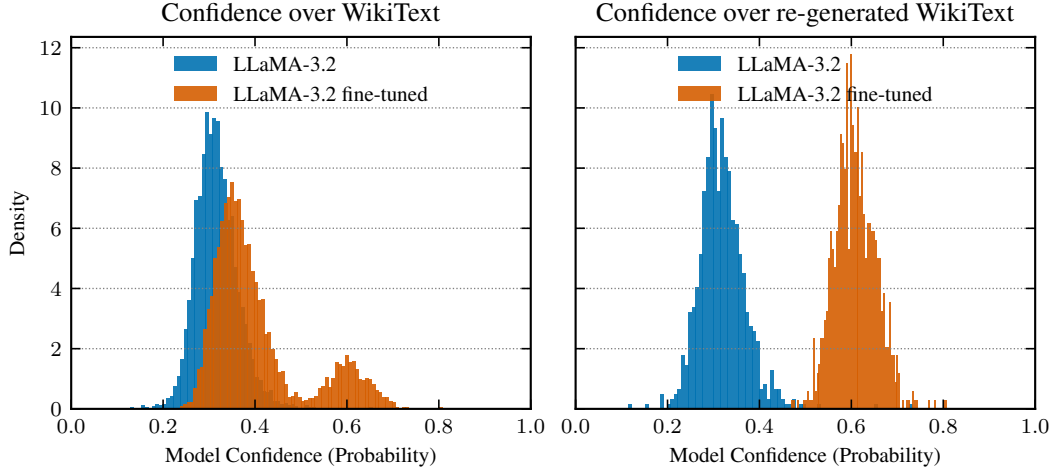 Confidence over WikiText
12
10
8
6
4
2
0
Density
LLaMA-3.2
LLaMA-3.2 fine-tuned
0.0 0.2 0.4 0.6 0.8 1.0
Model Confidence (Probability)
Confidence over re-generated WikiText
LLaMA-3.2
LLaMA-3.2 fine-tuned
0.0 0.2 0.4 0.6 0.8 1.0
Model Confidence (Probability)